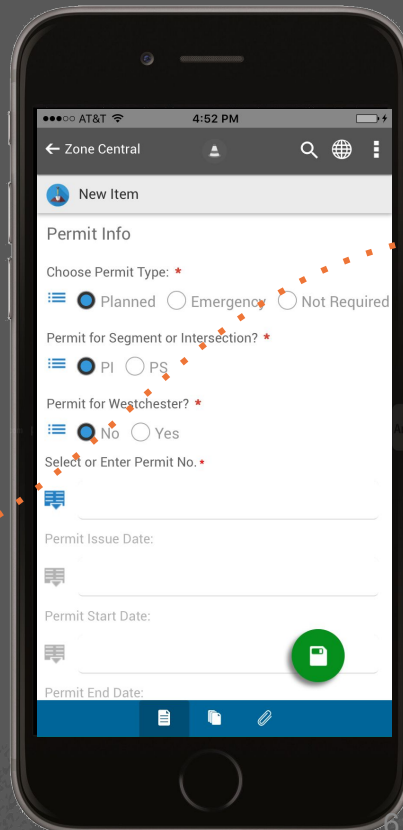 AT&T 4:52 PM
Zone Central
New Item
Permit Info
Choose Permit Type: *
Planned Emergency Not Required
Permit for Segment or Intersection? *
PI PS
Permit for Westchester? *
No Yes
Select or Enter Permit No. *
Permit Issue Date:
Permit Start Date:
Permit End Date:
6